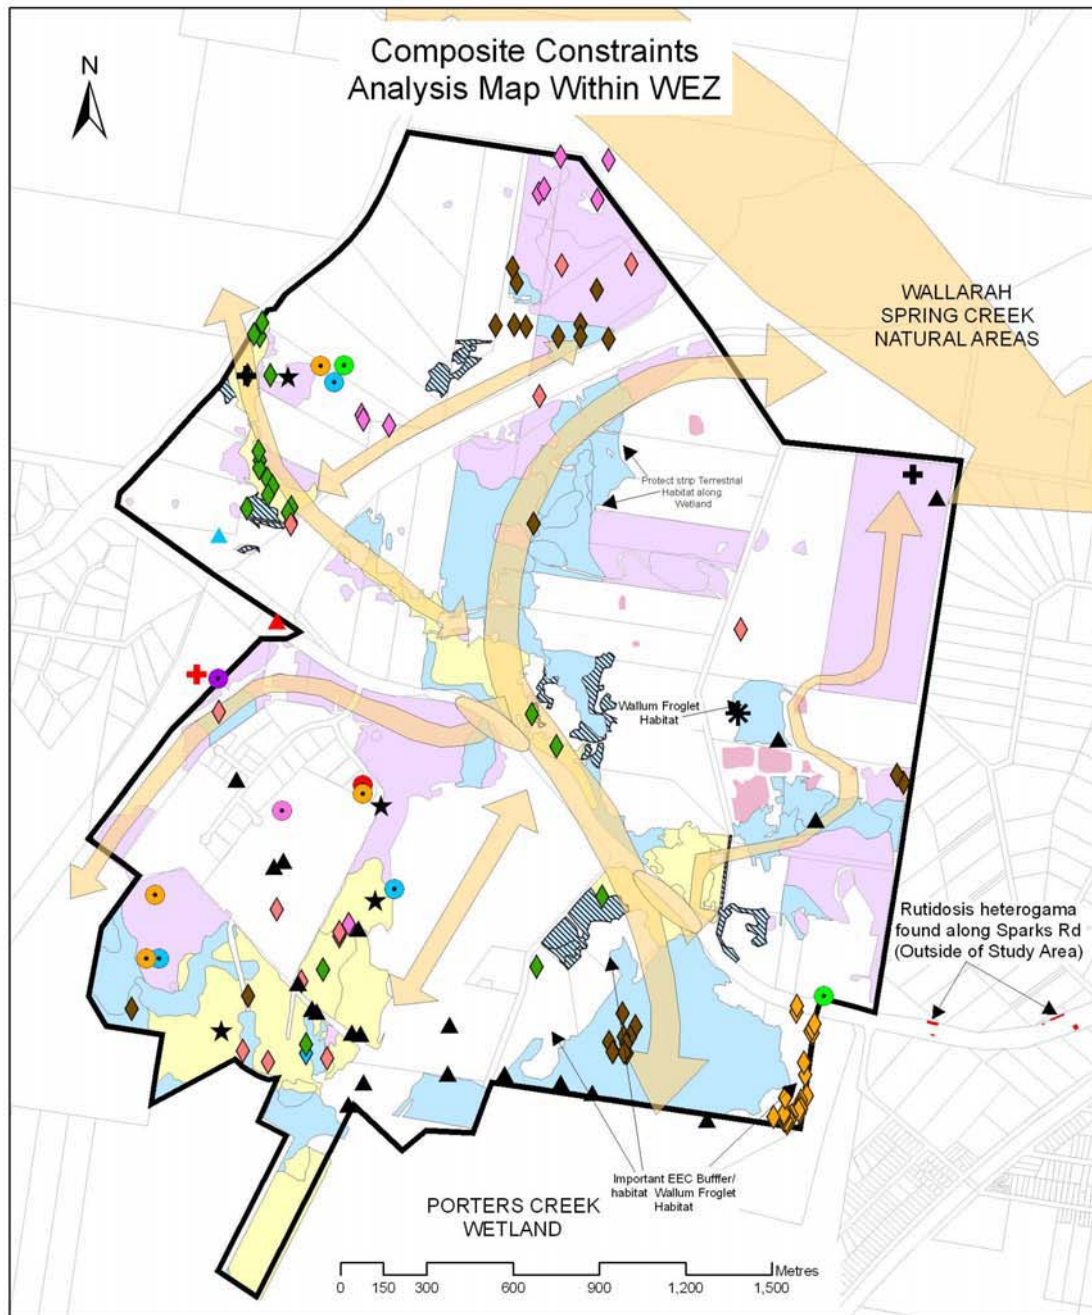 Composite Constraints
Analysis Map Within WEZ
N
WALLARAH
SPRING CREEK
NATURAL AREAS
Protect strip Terrestrial
Habitat along
Wetland
Wallum Froglet
Habitat
Rutidosis heterogama
found along Sparks Rd
(Outside of Study Area)
Important EEC Bufffer/
habitat Wallum Froglet
Habitat
PORTERS CREEK
WETLAND
Metres
0 150 300 600 900 1,200 1,500